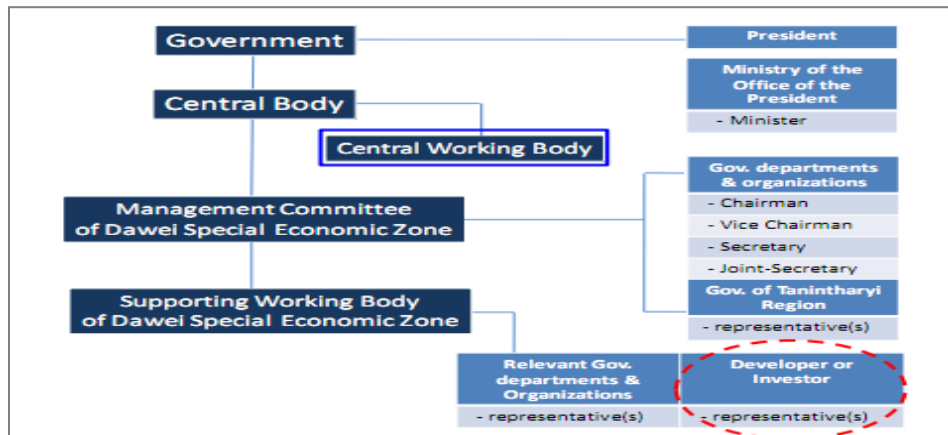 Government
President
Ministry of the
Office of the
President
- Minister
Central Body
Central Working Body
Gov. departments
& organizations
- Chairman
- Vice Chairman
- Secretary
- Joint-Secretary
Gov. of Tanintharyi
Region
- representative(s)
Management Committee
of Dawei Special Economic Zone
Supporting Working Body
of Dawei Special Economic Zone
Relevant Gov.
departments &
Organizations
- representative(s)
Developer or
Investor
- representative(s)